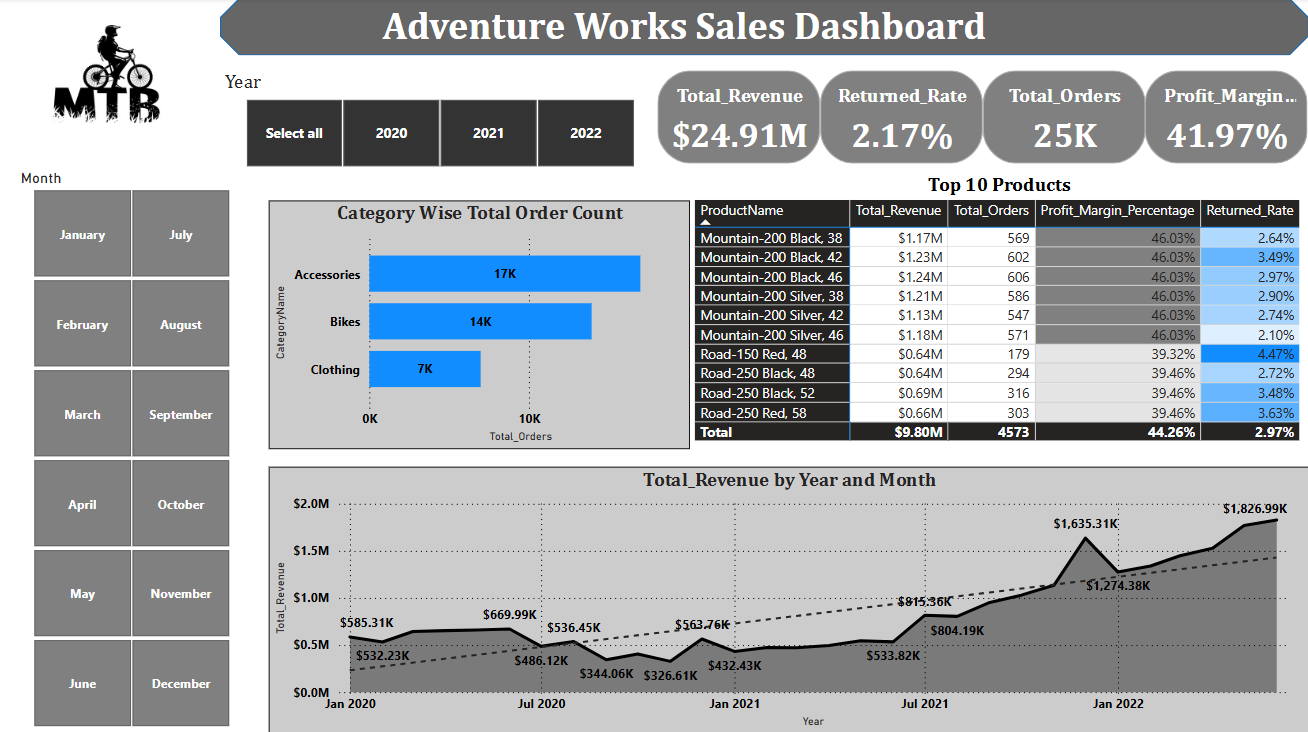 Adventure Works Sales Dashboard
MTB
Year
Select all 2020 2021 2022
Total_Revenue
$24.91M
Returned_Rate
2.17%
Total_Orders
25K
Profit_Margin...
41.97%
Month
January July
February August
March September
April October
May November
June December
Category Wise Total Order Count
CategoryName
Accessories 17K
Bikes 14K
Clothing 7K
0K 10K
Total_Orders
Top 10 Products
ProductName Total_Revenue Total_Orders Profit_Margin_Percentage Returned_Rate
Mountain-200 Black, 38 $1.17M 569 46.03% 2.64%
Mountain-200 Black, 42 $1.23M 602 46.03% 3.49%
Mountain-200 Black, 46 $1.24M 606 46.03% 2.97%
Mountain-200 Silver, 38 $1.21M 586 46.03% 2.90%
Mountain-200 Silver, 42 $1.13M 547 46.03% 2.74%
Mountain-200 Silver, 46 $1.18M 571 46.03% 2.10%
Road-150 Red, 48 $0.64M 179 39.32% 4.47%
Road-250 Black, 48 $0.64M 294 39.46% 2.72%
Road-250 Black, 52 $0.69M 316 39.46% 3.48%
Road-250 Red, 58 $0.66M 303 39.46% 3.63%
Total $9.80M 4573 44.26% 2.97%
Total_Revenue by Year and Month
Total_Revenue
$2.0M
$1.5M
$1.0M
$0.5M
$0.0M
$585.31K
$532.23K
$669.99K
$486.12K
$536.45K
$344.06K
$326.61K
$563.76K
$432.43K
$533.82K
$815.36K
$804.19K
$1,635.31K
$1,274.38K
$1,826.99K
Jan 2020 Jul 2020 Jan 2021 Jul 2021 Jan 2022
Year